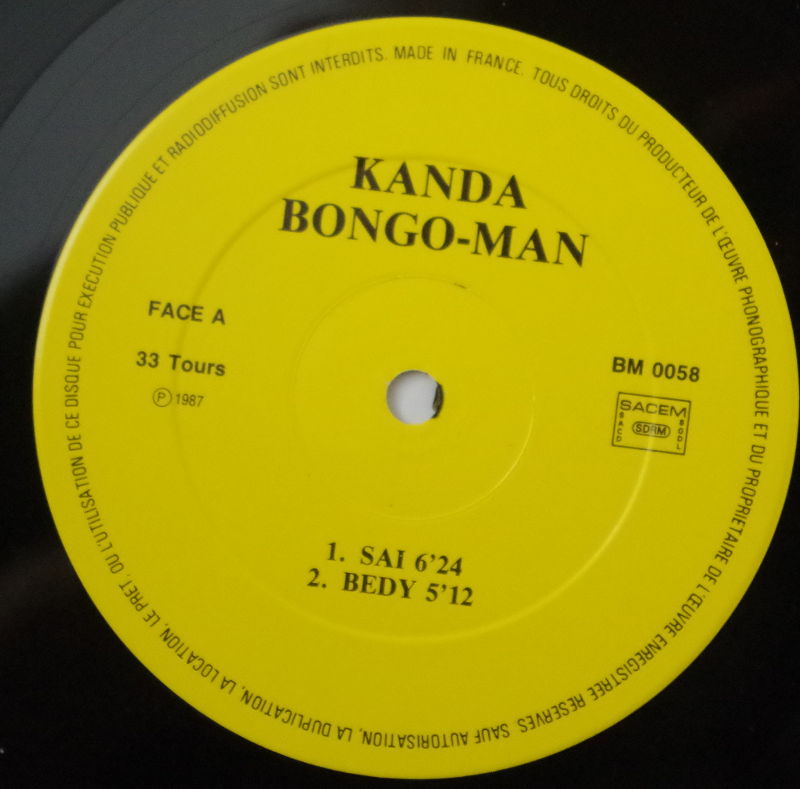 KANDA
BONGO-MAN
FACE A
33 Tours
Ⓟ 1987
BM 0058
SACEM
SACD
SDRM
SGDL
1. SAI 6'24
2. BEDY 5'12
MADE IN FRANCE. TOUS DROITS DU PRODUCTEUR DE L'ŒUVRE PHONOGRAPHIQUE ET DU PROPRIETAIRE DE L'ŒUVRE ENREGISTREE RESERVES. SAUF AUTORISATION, LA DUPLICATION, LA LOCATION, LE PRET, OU L'UTILISATION DE CE DISQUE POUR EXECUTION PUBLIQUE ET RADIODIFFUSION SONT INTERDITS.